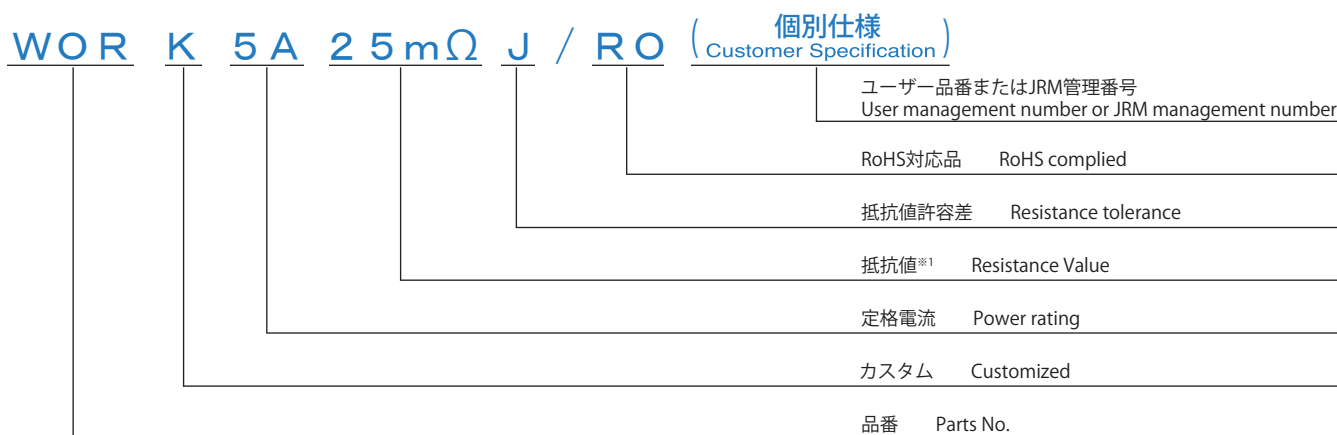 WOR K 5A 25mΩ J / RO (個別仕様 Customer Specification)
ユーザー品番またはJRM管理番号
User management number or JRM management number
RoHS対応品 RoHS complied
抵抗値許容差 Resistance tolerance
抵抗値※1 Resistance Value
定格電流 Power rating
カスタム Customized
品番 Parts No.